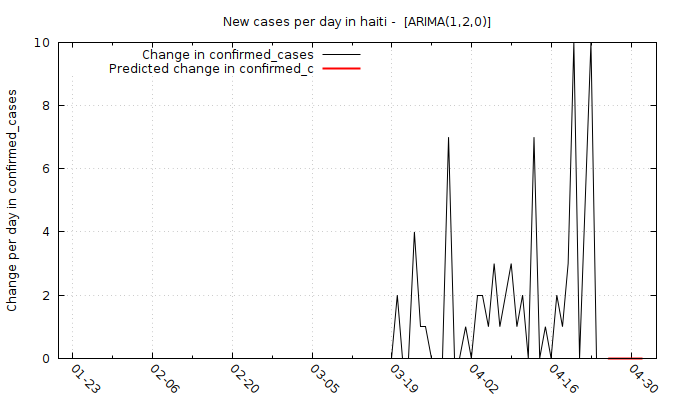 New cases per day in haiti -  [ARIMA(1,2,0)]
Change in confirmed_cases
Predicted change in confirmed_c
Change per day in confirmed_cases
10
8
6
4
2
0
01-23 02-06 02-20 03-05 03-19 04-02 04-16 04-30